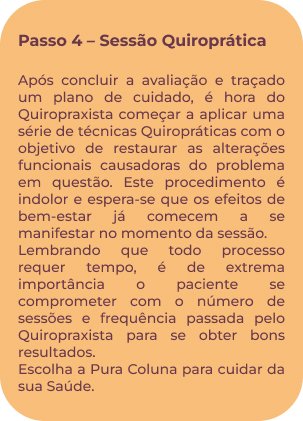 Passo 4 – Sessão Quiroprática
Após concluir a avaliação e traçado
um plano de cuidado, é hora do
Quiropraxista começar a aplicar uma
série de técnicas Quiropráticas com o
objetivo de restaurar as alterações
funcionais causadoras do problema
em questão. Este procedimento é
indolor e espera-se que os efeitos de
bem-estar já comecem a se
manifestar no momento da sessão.
Lembrando que todo processo
requer tempo, é de extrema
importância o paciente se
comprometer com o número de
sessões e frequência passada pelo
Quiropraxista para se obter bons
resultados.
Escolha a Pura Coluna para cuidar da
sua Saúde.